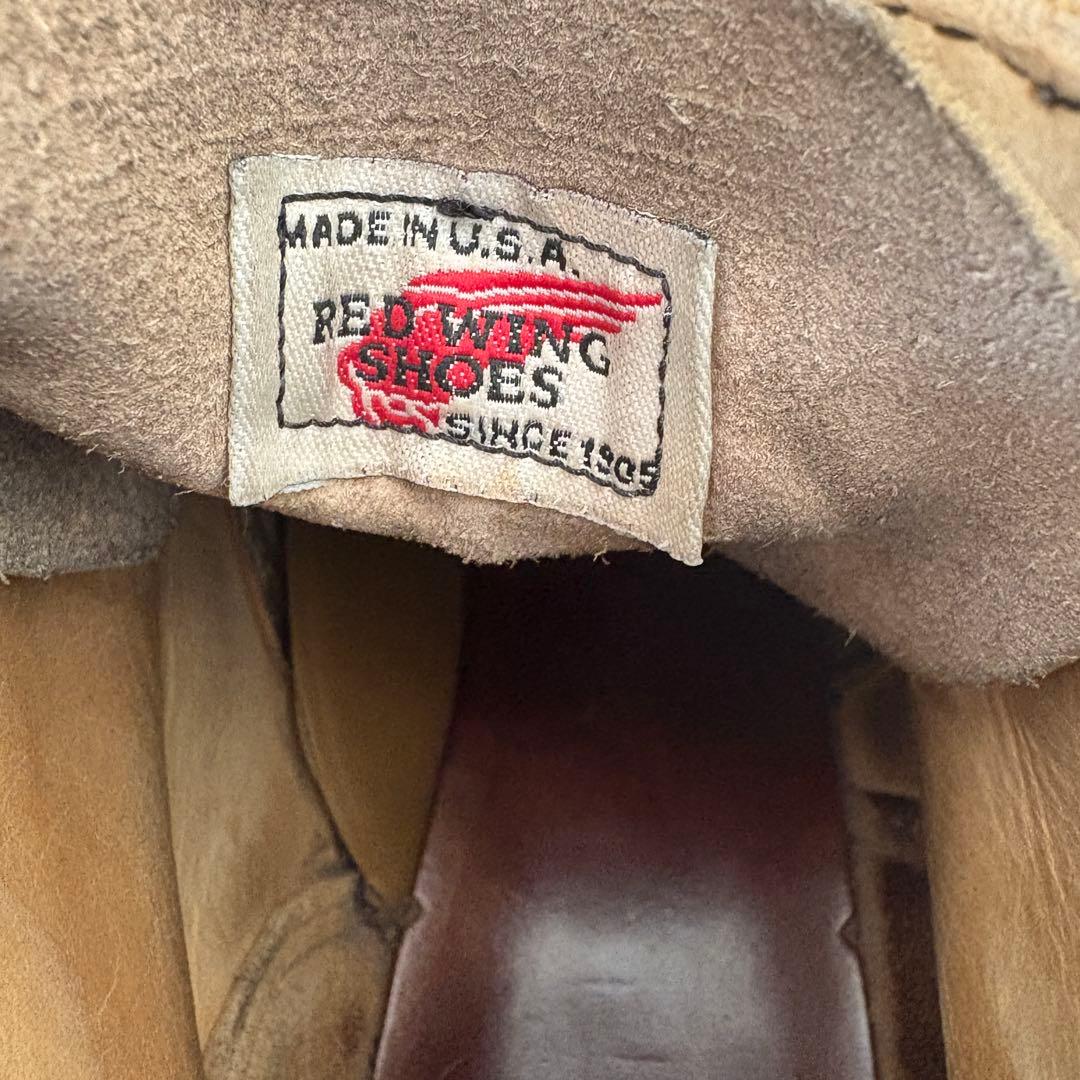 MADE IN U.S.A.
RED WING
SHOES
SINCE 1905